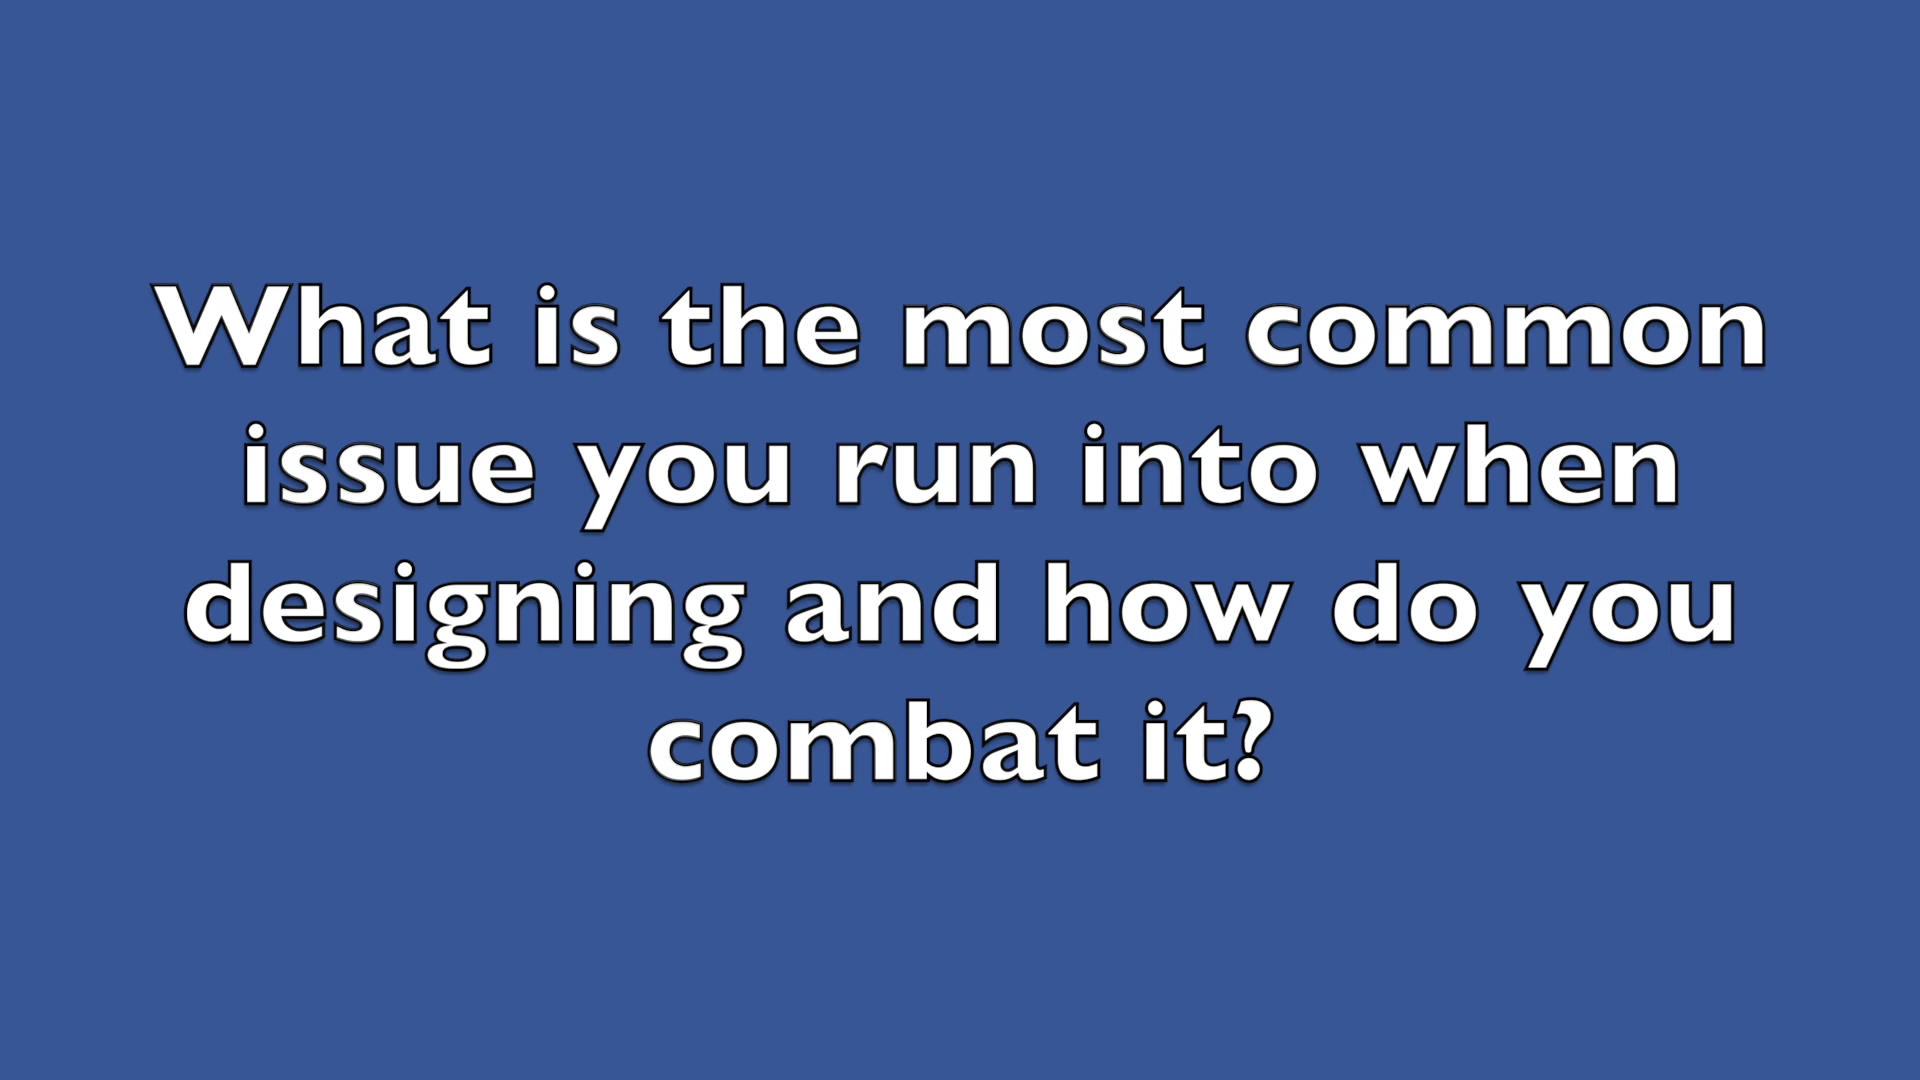 What is the most common
issue you run into when
designing and how do you
combat it?